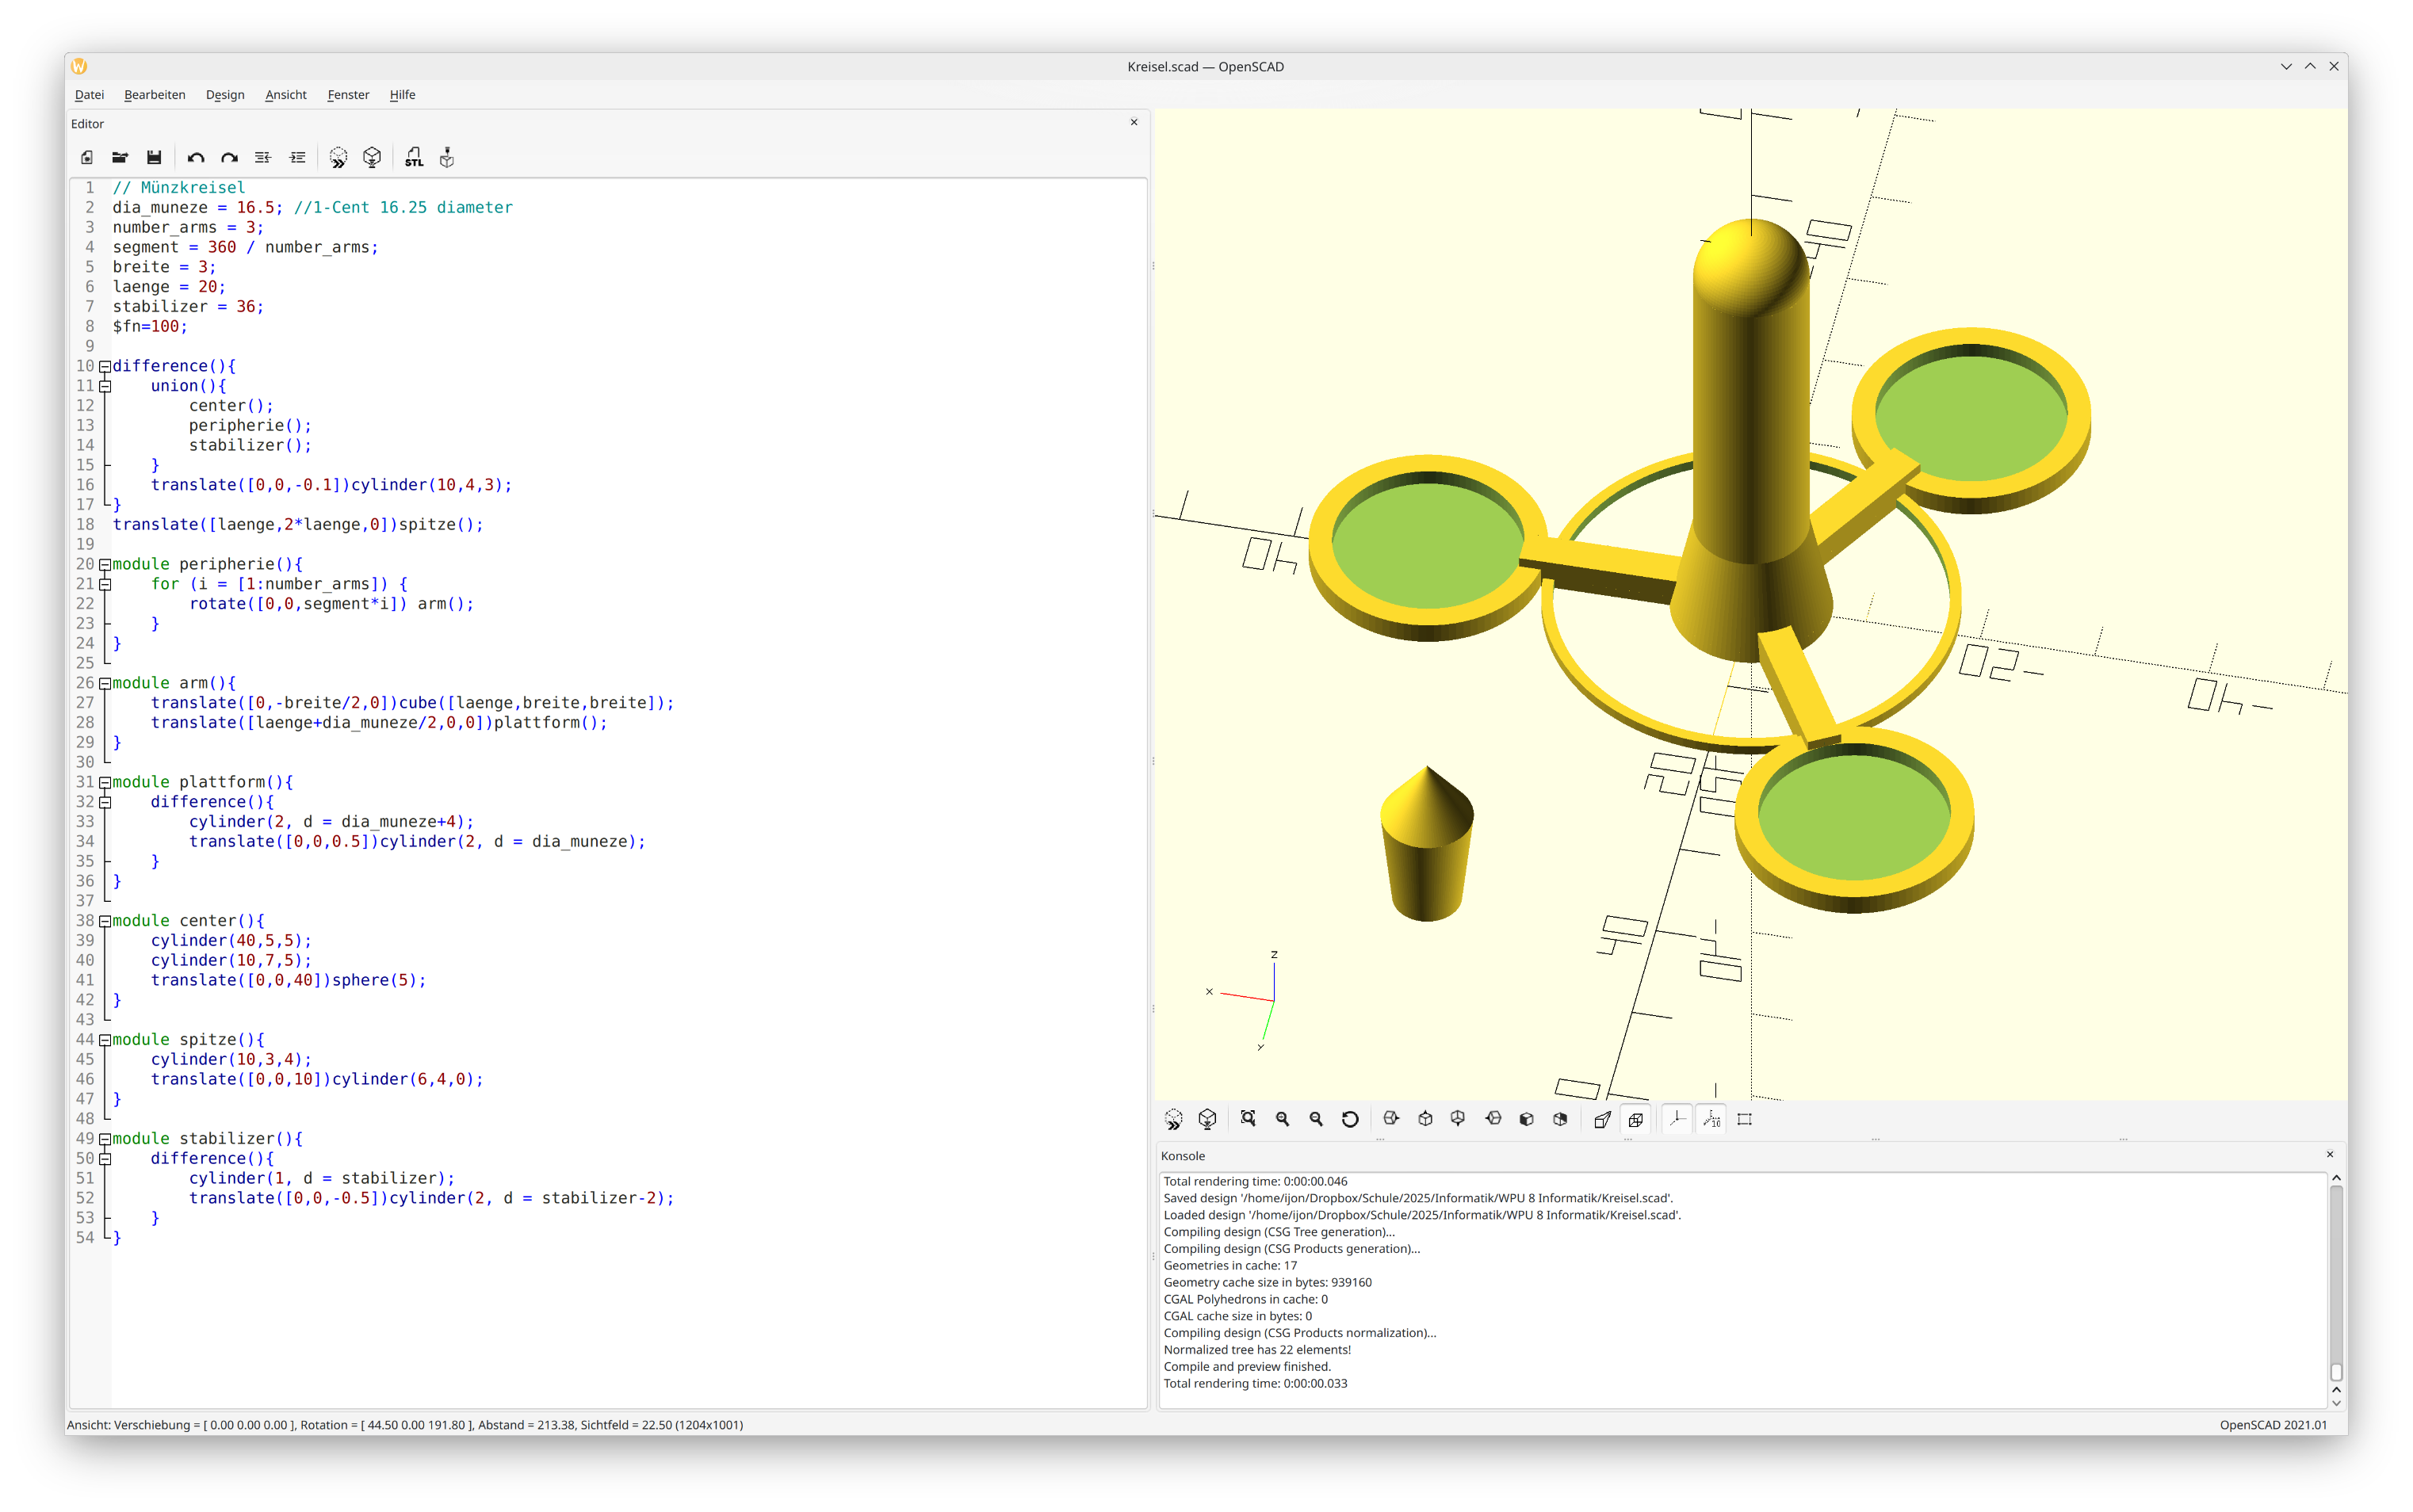 Kreisel.scad — OpenSCAD
Datei Bearbeiten Design Ansicht Fenster Hilfe
Editor
STL
1 // Münzkreisel
2 dia_muneze = 16.5; //1-Cent 16.25 diameter
3 number_arms = 3;
4 segment = 360 / number_arms;
5 breite = 3;
6 laenge = 20;
7 stabilizer = 36;
8 $fn=100;
9
10 difference(){
11 union(){
12 center();
13 peripherie();
14 stabilizer();
15 }
16 translate([0,0,-0.1])cylinder(10,4,3);
17 }
18 translate([laenge,2*laenge,0])spitze();
19
20 module peripherie(){
21 for (i = [1:number_arms]) {
22 rotate([0,0,segment*i]) arm();
23 }
24 }
25
26 module arm(){
27 translate([0,-breite/2,0])cube([laenge,breite,breite]);
28 translate([laenge+dia_muneze/2,0,0])plattform();
29 }
30
31 module plattform(){
32 difference(){
33 cylinder(2, d = dia_muneze+4);
34 translate([0,0,0.5])cylinder(2, d = dia_muneze);
35 }
36 }
37
38 module center(){
39 cylinder(40,5,5);
40 cylinder(10,7,5);
41 translate([0,0,40])sphere(5);
42 }
43
44 module spitze(){
45 cylinder(10,3,4);
46 translate([0,0,10])cylinder(6,4,0);
47 }
48
49 module stabilizer(){
50 difference(){
51 cylinder(1, d = stabilizer);
52 translate([0,0,-0.5])cylinder(2, d = stabilizer-2);
53 }
54 }
40
-20
-40
20
40
z
x
y
10
Konsole
Total rendering time: 0:00:00.046
Saved design '/home/ijon/Dropbox/Schule/2025/Informatik/WPU 8 Informatik/Kreisel.scad'.
Loaded design '/home/ijon/Dropbox/Schule/2025/Informatik/WPU 8 Informatik/Kreisel.scad'.
Compiling design (CSG Tree generation)...
Compiling design (CSG Products generation)...
Geometries in cache: 17
Geometry cache size in bytes: 939160
CGAL Polyhedrons in cache: 0
CGAL cache size in bytes: 0
Compiling design (CSG Products normalization)...
Normalized tree has 22 elements!
Compile and preview finished.
Total rendering time: 0:00:00.033
Ansicht: Verschiebung = [ 0.00 0.00 0.00 ], Rotation = [ 44.50 0.00 191.80 ], Abstand = 213.38, Sichtfeld = 22.50 (1204x1001)
OpenSCAD 2021.01